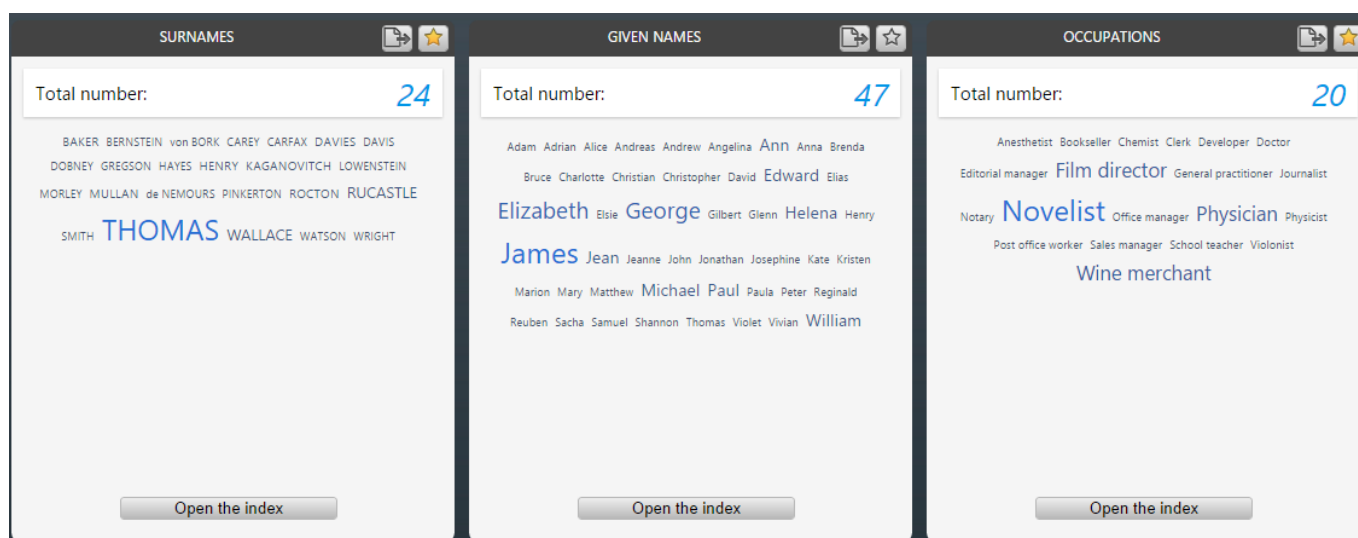 SURNAMES
Total number: 24
BAKER BERNSTEIN von BORK CAREY CARFAX DAVIES DAVIS
DOBNEY GREGSON HAYES HENRY KAGANOVITCH LOWENSTEIN
MORLEY MULLAN de NEMOURS PINKERTON ROCTON RUCASTLE
SMITH THOMAS WALLACE WATSON WRIGHT
Open the index
GIVEN NAMES
Total number: 47
Adam Adrian Alice Andreas Andrew Angelina Ann Anna Brenda
Bruce Charlotte Christian Christopher David Edward Elias
Elizabeth Elsie George Gilbert Glenn Helena Henry
James Jean Jeanne John Jonathan Josephine Kate Kristen
Marion Mary Matthew Michael Paul Paula Peter Reginald
Reuben Sacha Samuel Shannon Thomas Violet Vivian William
Open the index
OCCUPATIONS
Total number: 20
Anesthetist Bookseller Chemist Clerk Developer Doctor
Editorial manager Film director General practitioner Journalist
Notary Novelist Office manager Physician Physicist
Post office worker Sales manager School teacher Violonist
Wine merchant
Open the index